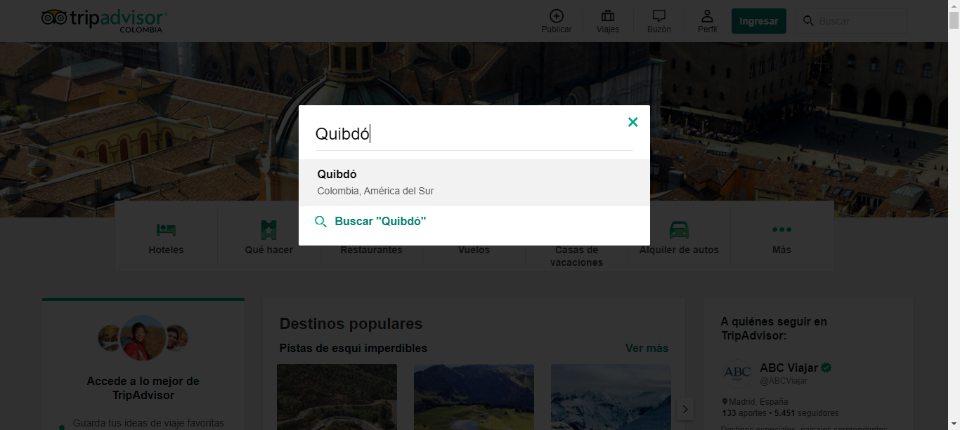 tripadvisor
COLOMBIA
Publicar
Viajes
Buzón
Perfil
Ingresar
Buscar
Quibdó
Quibdó
Colombia, América del Sur
Buscar "Quibdó"
Hoteles
Qué hacer
Restaurantes
Vuelos
Casas de
vacaciones
Alquiler de autos
Más
Accede a lo mejor de
TripAdvisor
Guarda tus ideas de viaje favoritas
Destinos populares
Pistas de esqui imperdibles
Ver más
A quiénes seguir en
TripAdvisor:
ABC
ABC Viajar
@ABCViajar
Madrid, España
133 aportes • 5.451 seguidores